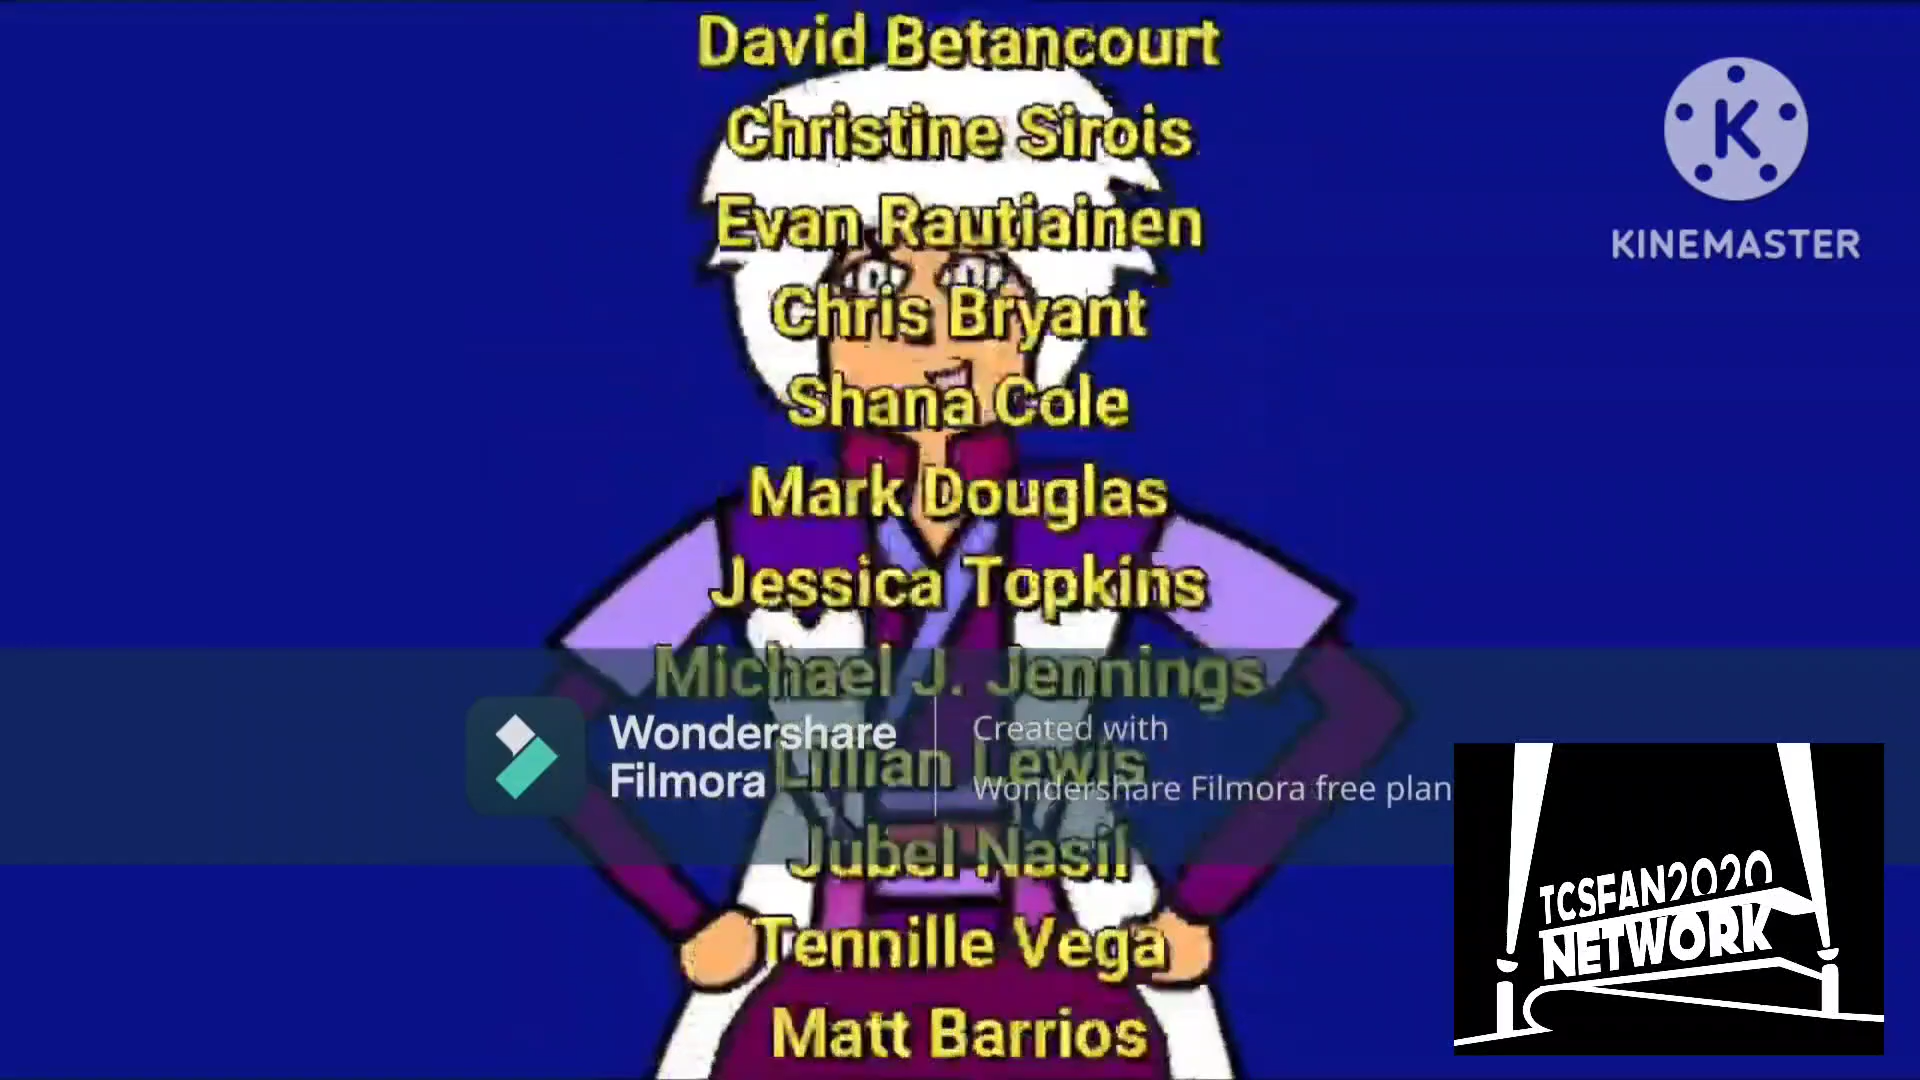 David Betancourt
Christine Sirois
Evan Rautiainen
Chris Bryant
Shana Cole
Mark Douglas
Jessica Topkins
Michael J. Jennings
Lillian Lewis
Jubel Nasil
Tennille Vega
Matt Barrios
K
KINEMASTER
Wondershare
Filmora
Created with
Wondershare Filmora free plan
TCSFAN2020
NETWORK